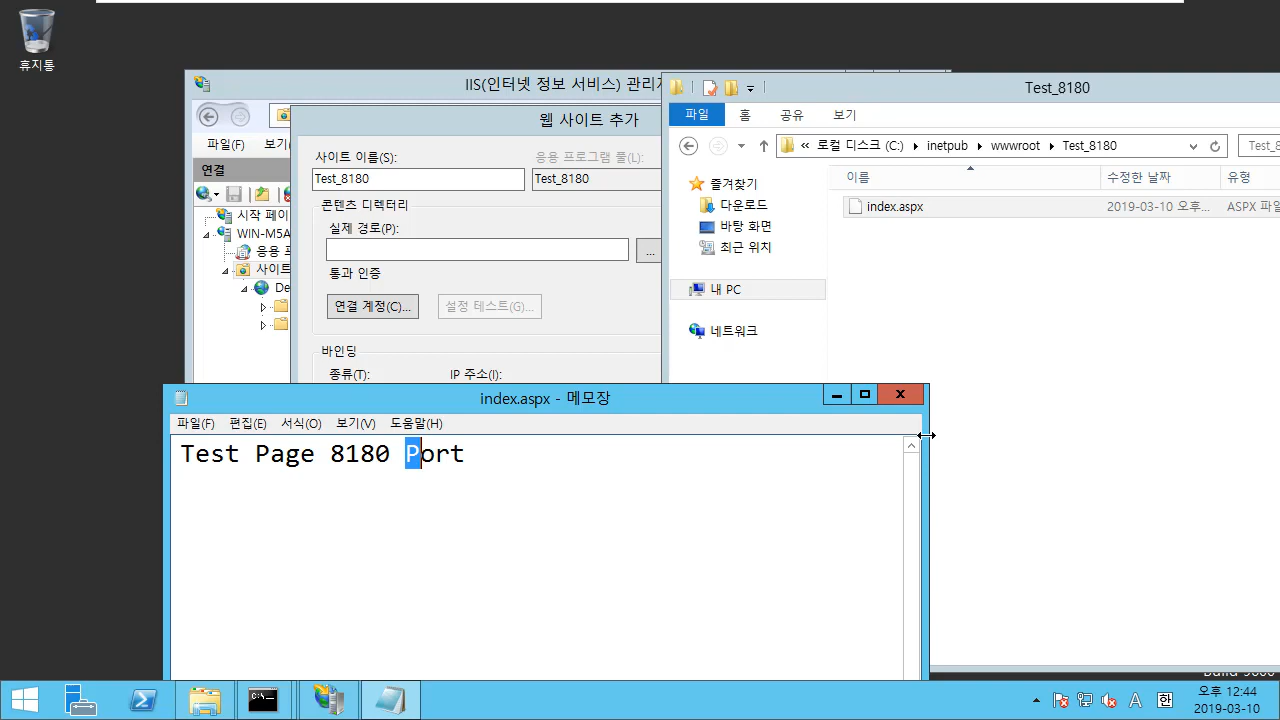 휴지통
IIS(인터넷 정보 서비스) 관리
파일(F) 보기
연결
시작 페이
WIN-M5A
응용 프
사이트
De
웹 사이트 추가
사이트 이름(S):
응용 프로그램 풀(L):
Test_8180
Test_8180
콘텐츠 디렉터리
실제 경로(P):
...
통과 인증
연결 계정(C)...
설정 테스트(G)...
바인딩
종류(T):
IP 주소(I):
Test_8180
파일 홈 공유 보기
« 로컬 디스크 (C:) inetpub wwwroot Test_8180
Test_8
즐겨찾기
다운로드
바탕 화면
최근 위치
내 PC
네트워크
이름 수정한 날짜 유형
index.aspx 2019-03-10 오후... ASPX 파일
index.aspx - 메모장
파일(F) 편집(E) 서식(O) 보기(V) 도움말(H)
Test Page 8180 Port
Build 9600
A 한
오후 12:44
2019-03-10